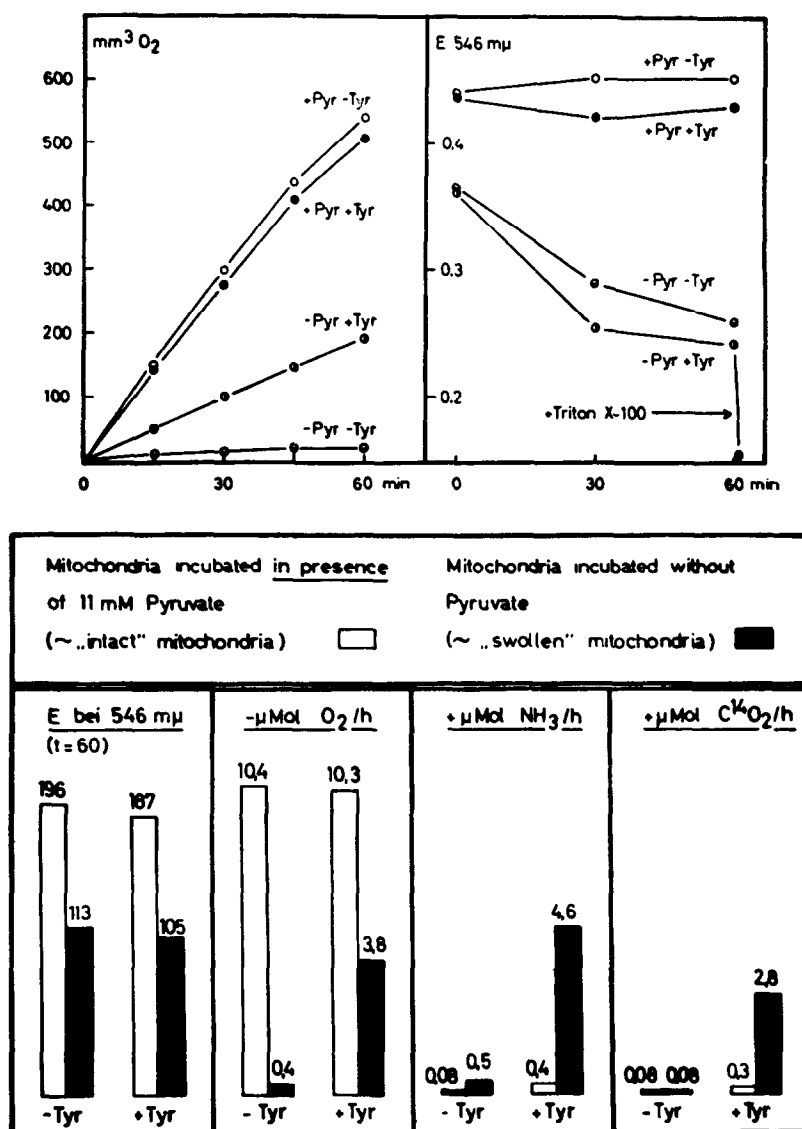 mm³ O₂
600
500
400
300
200
100
+Pyr -Tyr
+Pyr +Tyr
-Pyr +Tyr
-Pyr -Tyr
0 30 60 min
E 546 mµ
0,4
0,3
0,2
+Pyr -Tyr
+Pyr +Tyr
-Pyr -Tyr
-Pyr +Tyr
+Triton X-100
0 30 60 min
Mitochondria incubated in presence
of 11 mM Pyruvate
(~ „intact" mitochondria)
Mitochondria incubated without
Pyruvate
(~ „swollen" mitochondria)
E bei 546 mµ
(t=60)
196 187
113 105
-Tyr +Tyr
-µMol O₂/h
10,4 10,3
0,4 3,8
- Tyr +Tyr
+µMol NH₃/h
0,08 0,5 0,4 4,6
- Tyr +Tyr
+µMol C¹⁴O₂/h
0,08 0,08 0,3 2,8
-Tyr +Tyr